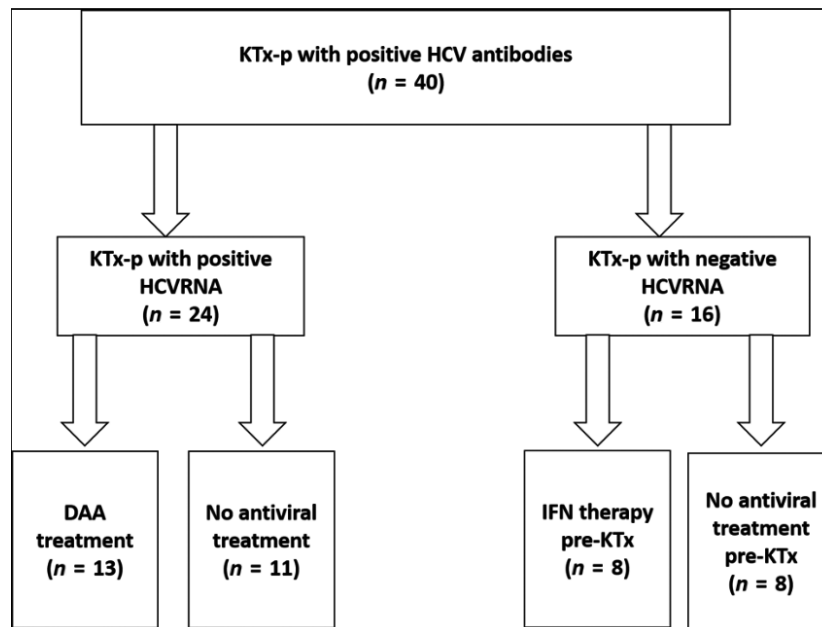 KTx-p with positive HCV antibodies
(n = 40)
KTx-p with positive
HCVRNA
(n = 24)
KTx-p with negative
HCVRNA
(n = 16)
DAA
treatment
(n = 13)
No antiviral
treatment
(n = 11)
IFN therapy
pre-KTx
(n = 8)
No antiviral
treatment
pre-KTx
(n = 8)